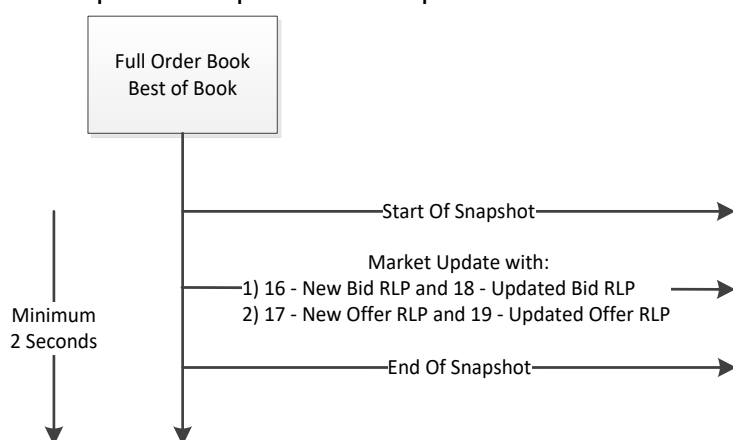 Full Order Book
Best of Book
Start Of Snapshot
Market Update with:
1) 16 - New Bid RLP and 18 - Updated Bid RLP
2) 17 - New Offer RLP and 19 - Updated Offer RLP
Minimum
2 Seconds
End Of Snapshot